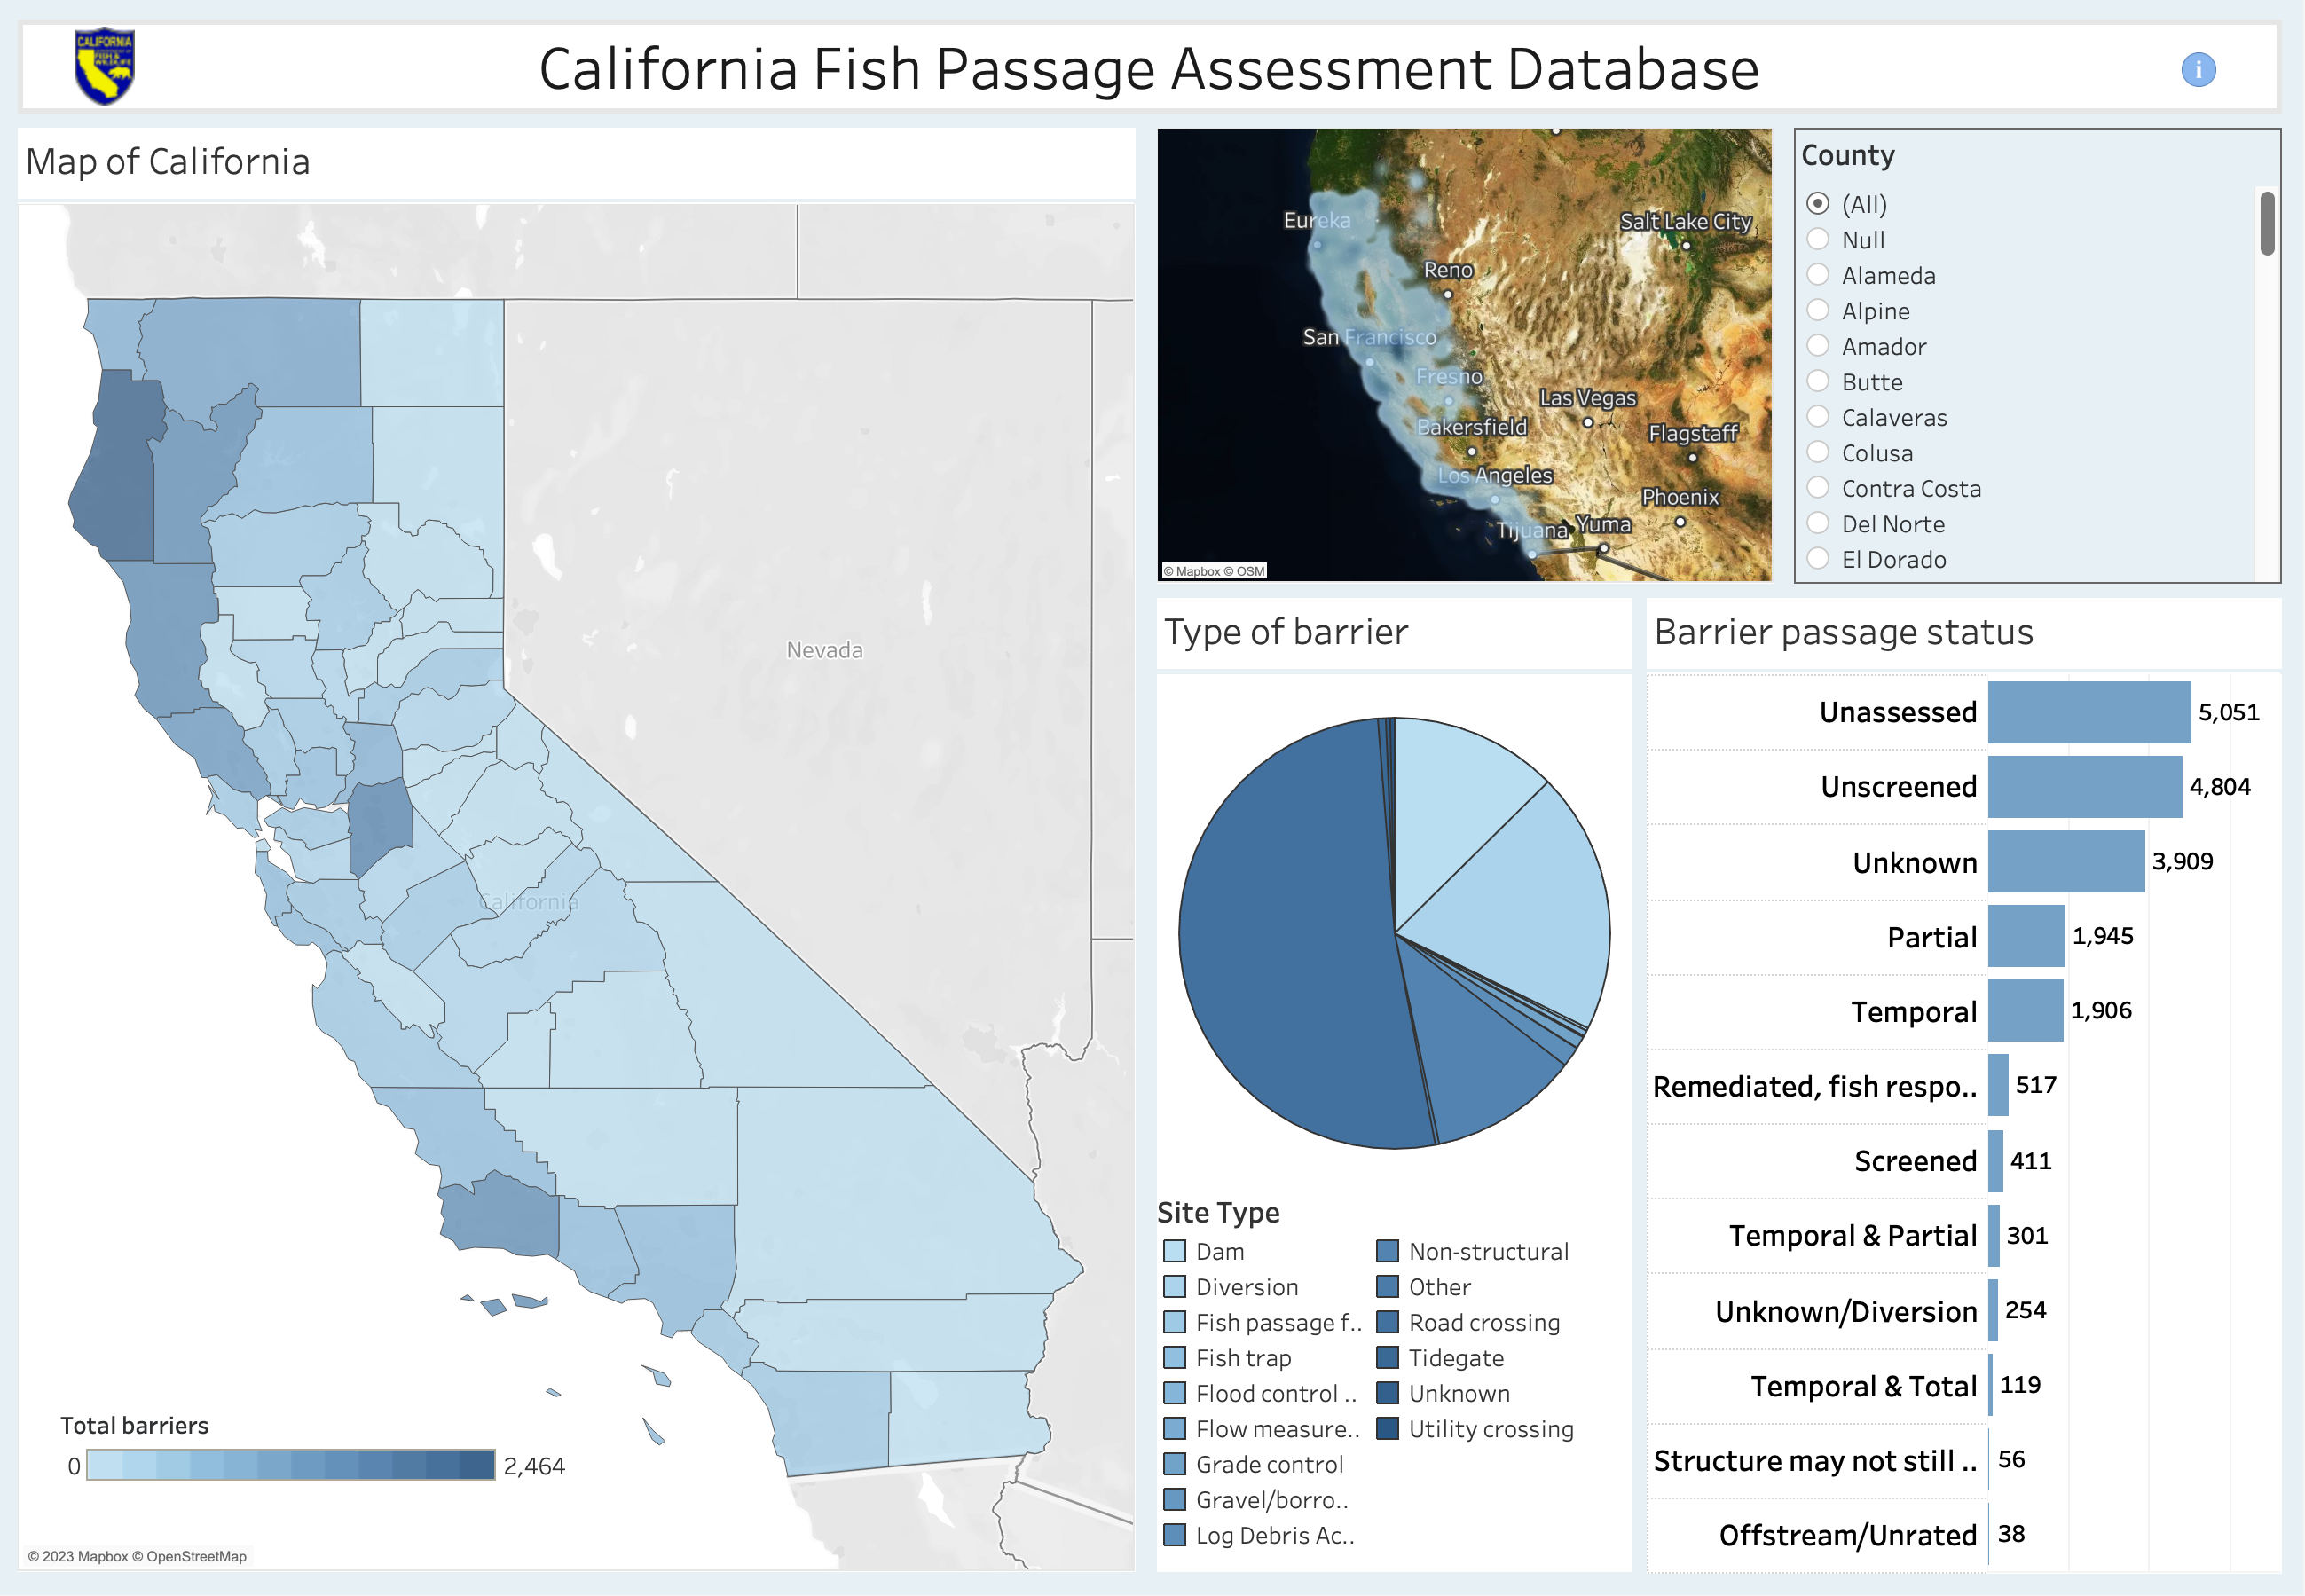 CALIFORNIA
FISH &
WILDLIFE
California Fish Passage Assessment Database
i
Map of California
Nevada
California
Total barriers
0
2,464
© 2023 Mapbox © OpenStreetMap
Eureka
Salt Lake City
Reno
San Francisco
Fresno
Las Vegas
Bakersfield
Flagstaff
Los Angeles
Phoenix
Tijuana
Yuma
© Mapbox © OSM
County
(All)
Null
Alameda
Alpine
Amador
Butte
Calaveras
Colusa
Contra Costa
Del Norte
El Dorado
Type of barrier
Site Type
Dam
Diversion
Fish passage f..
Fish trap
Flood control ..
Flow measure..
Grade control
Gravel/borro..
Log Debris Ac..
Non-structural
Other
Road crossing
Tidegate
Unknown
Utility crossing
Barrier passage status
Unassessed 5,051
Unscreened 4,804
Unknown 3,909
Partial 1,945
Temporal 1,906
Remediated, fish respo.. 517
Screened 411
Temporal & Partial 301
Unknown/Diversion 254
Temporal & Total 119
Structure may not still .. 56
Offstream/Unrated 38